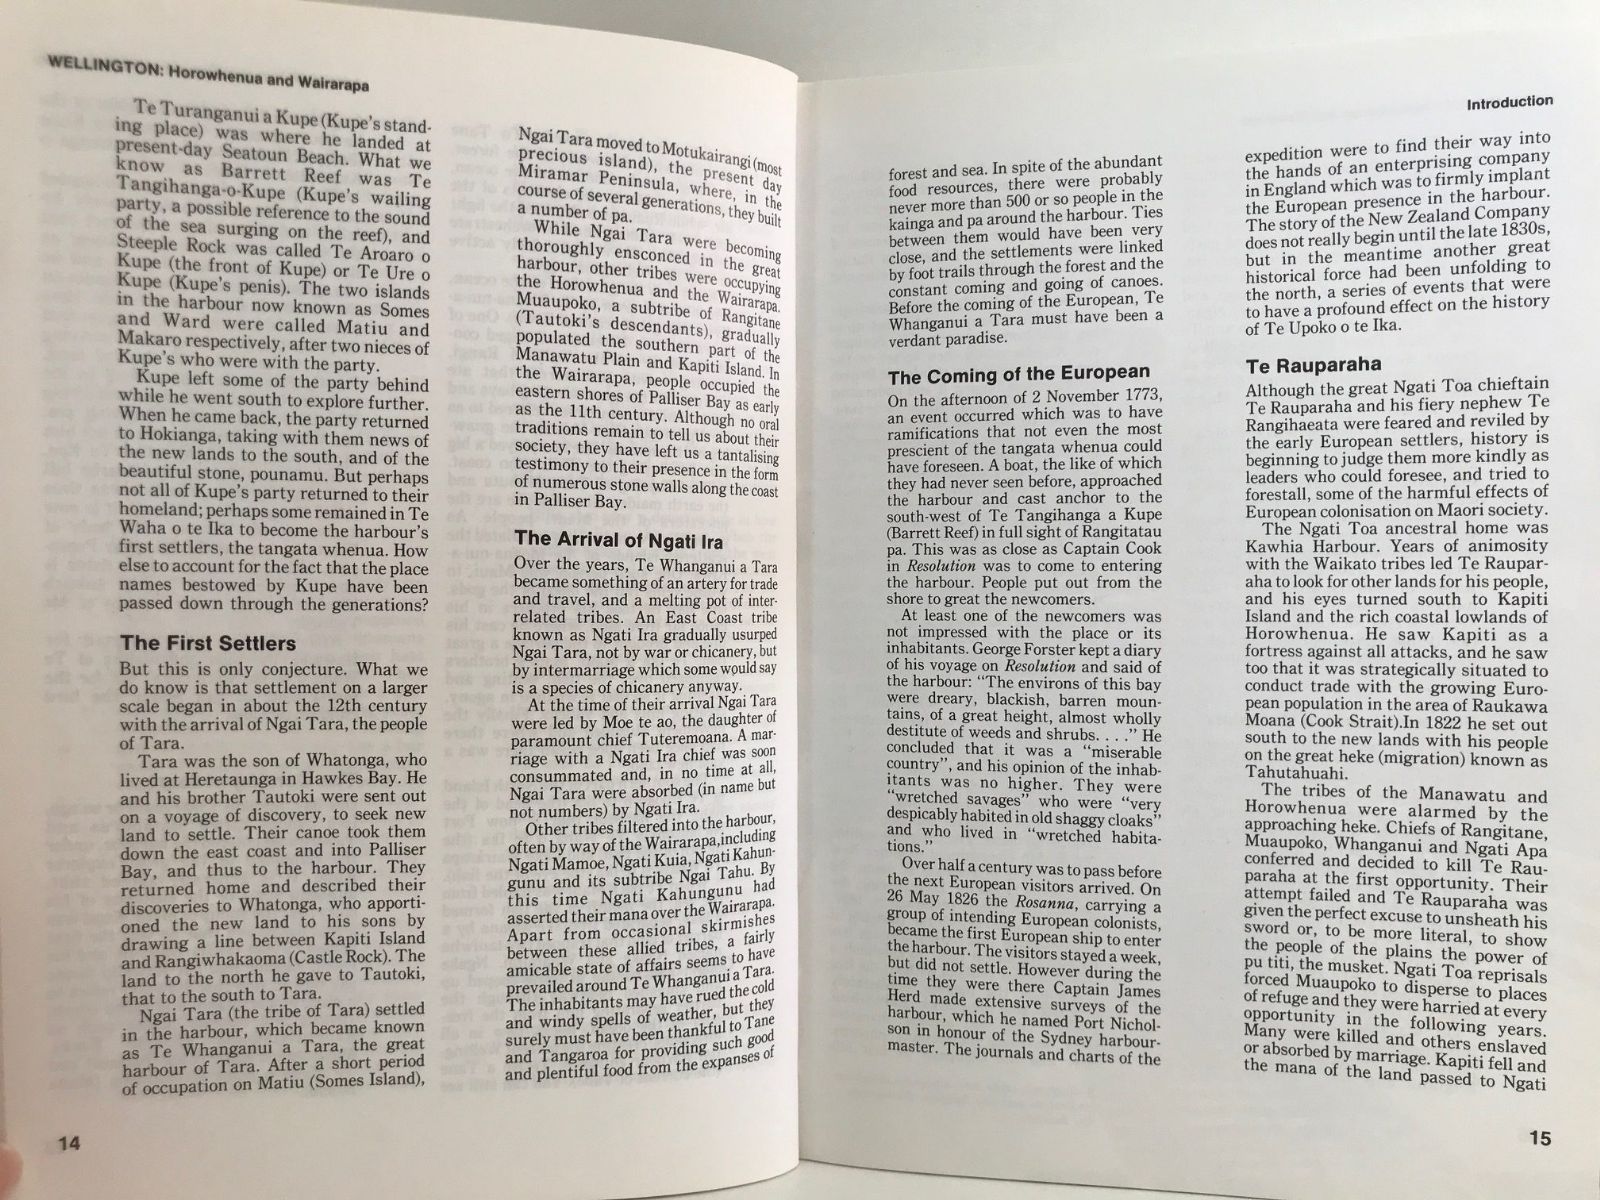 WELLINGTON: Horowhenua and Wairarapa
Te Turanganui a Kupe (Kupe's stand-
ing place) was where he landed at
present-day Seatoun Beach. What we
know as Barrett Reef was Te
Tangihanga-o-Kupe (Kupe's wailing
party, a possible reference to the sound
of the sea surging on the reef), and
Steeple Rock was called Te Aroaro o
Kupe (the front of Kupe) or Te Ure o
Kupe (Kupe's penis). The two islands
in the harbour now known as Somes
and Ward were called Matiu and
Makaro respectively, after two nieces of
Kupe's who were with the party.
Kupe left some of the party behind
while he went south to explore further.
When he came back, the party returned
to Hokianga, taking with them news of
the new lands to the south, and of the
beautiful stone, pounamu. But perhaps
not all of Kupe's party returned to their
homeland; perhaps some remained in Te
Waha o te Ika to become the harbour's
first settlers, the tangata whenua. How
else to account for the fact that the place
names bestowed by Kupe have been
passed down through the generations?
The First Settlers
But this is only conjecture. What we
do know is that settlement on a larger
scale began in about the 12th century
with the arrival of Ngai Tara, the people
of Tara.
Tara was the son of Whatonga, who
lived at Heretaunga in Hawkes Bay. He
and his brother Tautoki were sent out
on a voyage of discovery, to seek new
land to settle. Their canoe took them
down the east coast and into Palliser
Bay, and thus to the harbour. They
returned home and described their
discoveries to Whatonga, who apporti-
oned the new land to his sons by
drawing a line between Kapiti Island
and Rangiwhakaoma (Castle Rock). The
land to the north he gave to Tautoki,
that to the south to Tara.
Ngai Tara (the tribe of Tara) settled
in the harbour, which became known
as Te Whanganui a Tara, the great
harbour of Tara. After a short period
of occupation on Matiu (Somes Island),
14
Ngai Tara moved to Motukairangi (most
precious island), the present day
Miramar Peninsula, where, in the
course of several generations, they built
a number of pa.
While Ngai Tara were becoming
thoroughly ensconced in the great
harbour, other tribes were occupying
the Horowhenua and the Wairarapa.
Muaupoko, a subtribe of Rangitane
(Tautoki's descendants), gradually
populated the southern part of the
Manawatu Plain and Kapiti Island. In
the Wairarapa, people occupied the
eastern shores of Palliser Bay as early
as the 11th century. Although no oral
traditions remain to tell us about their
society, they have left us a tantalising
testimony to their presence in the form
of numerous stone walls along the coast
in Palliser Bay.
The Arrival of Ngati Ira
Over the years, Te Whanganui a Tara
became something of an artery for trade
and travel, and a melting pot of inter-
related tribes. An East Coast tribe
known as Ngati Ira gradually usurped
Ngai Tara, not by war or chicanery, but
by intermarriage which some would say
is a species of chicanery anyway.
At the time of their arrival Ngai Tara
were led by Moe te ao, the daughter of
paramount chief Tuteremoana. A mar-
riage with a Ngati Ira chief was soon
consummated and, in no time at all,
Ngai Tara were absorbed (in name but
not numbers) by Ngati Ira.
Other tribes filtered into the harbour,
often by way of the Wairarapa,including
Ngati Mamoe, Ngati Kuia, Ngati Kahun-
gunu and its subtribe Ngai Tahu. By
this time Ngati Kahungunu had
asserted their mana over the Wairarapa.
Apart from occasional skirmishes
between these allied tribes, a fairly
amicable state of affairs seems to have
prevailed around Te Whanganui a Tara.
The inhabitants may have rued the cold
and windy spells of weather, but they
surely must have been thankful to Tane
and Tangaroa for providing such good
and plentiful food from the expanses of
Introduction
forest and sea. In spite of the abundant
food resources, there were probably
never more than 500 or so people in the
kainga and pa around the harbour. Ties
between them would have been very
close, and the settlements were linked
by foot trails through the forest and the
constant coming and going of canoes.
Before the coming of the European, Te
Whanganui a Tara must have been a
verdant paradise.
The Coming of the European
On the afternoon of 2 November 1773,
an event occurred which was to have
ramifications that not even the most
prescient of the tangata whenua could
have foreseen. A boat, the like of which
they had never seen before, approached
the harbour and cast anchor to the
south-west of Te Tangihanga a Kupe
(Barrett Reef) in full sight of Rangitatau
pa. This was as close as Captain Cook
in Resolution was to come to entering
the harbour. People put out from the
shore to great the newcomers.
At least one of the newcomers was
not impressed with the place or its
inhabitants. George Forster kept a diary
of his voyage on Resolution and said of
the harbour: "The environs of this bay
were dreary, blackish, barren moun-
tains, of a great height, almost wholly
destitute of weeds and shrubs. . . ." He
concluded that it was a "miserable
country", and his opinion of the inhab-
itants was no higher. They were
"wretched savages" who were "very
despicably habited in old shaggy cloaks"
and who lived in "wretched habita-
tions."
Over half a century was to pass before
the next European visitors arrived. On
26 May 1826 the Rosanna, carrying a
group of intending European colonists,
became the first European ship to enter
the harbour. The visitors stayed a week,
but did not settle. However during the
time they were there Captain James
Herd made extensive surveys of the
harbour, which he named Port Nichol-
son in honour of the Sydney harbour-
master. The journals and charts of the
expedition were to find their way into
the hands of an enterprising company
in England which was to firmly implant
the European presence in the harbour.
The story of the New Zealand Company
does not really begin until the late 1830s,
but in the meantime another great
historical force had been unfolding to
the north, a series of events that were
to have a profound effect on the history
of Te Upoko o te Ika.
Te Rauparaha
Although the great Ngati Toa chieftain
Te Rauparaha and his fiery nephew Te
Rangihaeata were feared and reviled by
the early European settlers, history is
beginning to judge them more kindly as
leaders who could foresee, and tried to
forestall, some of the harmful effects of
European colonisation on Maori society.
The Ngati Toa ancestral home was
Kawhia Harbour. Years of animosity
with the Waikato tribes led Te Raupar-
aha to look for other lands for his people,
and his eyes turned south to Kapiti
Island and the rich coastal lowlands of
Horowhenua. He saw Kapiti as a
fortress against all attacks, and he saw
too that it was strategically situated to
conduct trade with the growing Euro-
pean population in the area of Raukawa
Moana (Cook Strait).In 1822 he set out
south to the new lands with his people
on the great heke (migration) known as
Tahutahuahi.
The tribes of the Manawatu and
Horowhenua were alarmed by the
approaching heke. Chiefs of Rangitane,
Muaupoko, Whanganui and Ngati Apa
conferred and decided to kill Te Rau-
paraha at the first opportunity. Their
attempt failed and Te Rauparaha was
given the perfect excuse to unsheath his
sword or, to be more literal, to show
the people of the plains the power of
pu titi, the musket. Ngati Toa reprisals
forced Muaupoko to disperse to places
of refuge and they were harried at every
opportunity in the following years.
Many were killed and others enslaved
or absorbed by marriage. Kapiti fell and
the mana of the land passed to Ngati
15